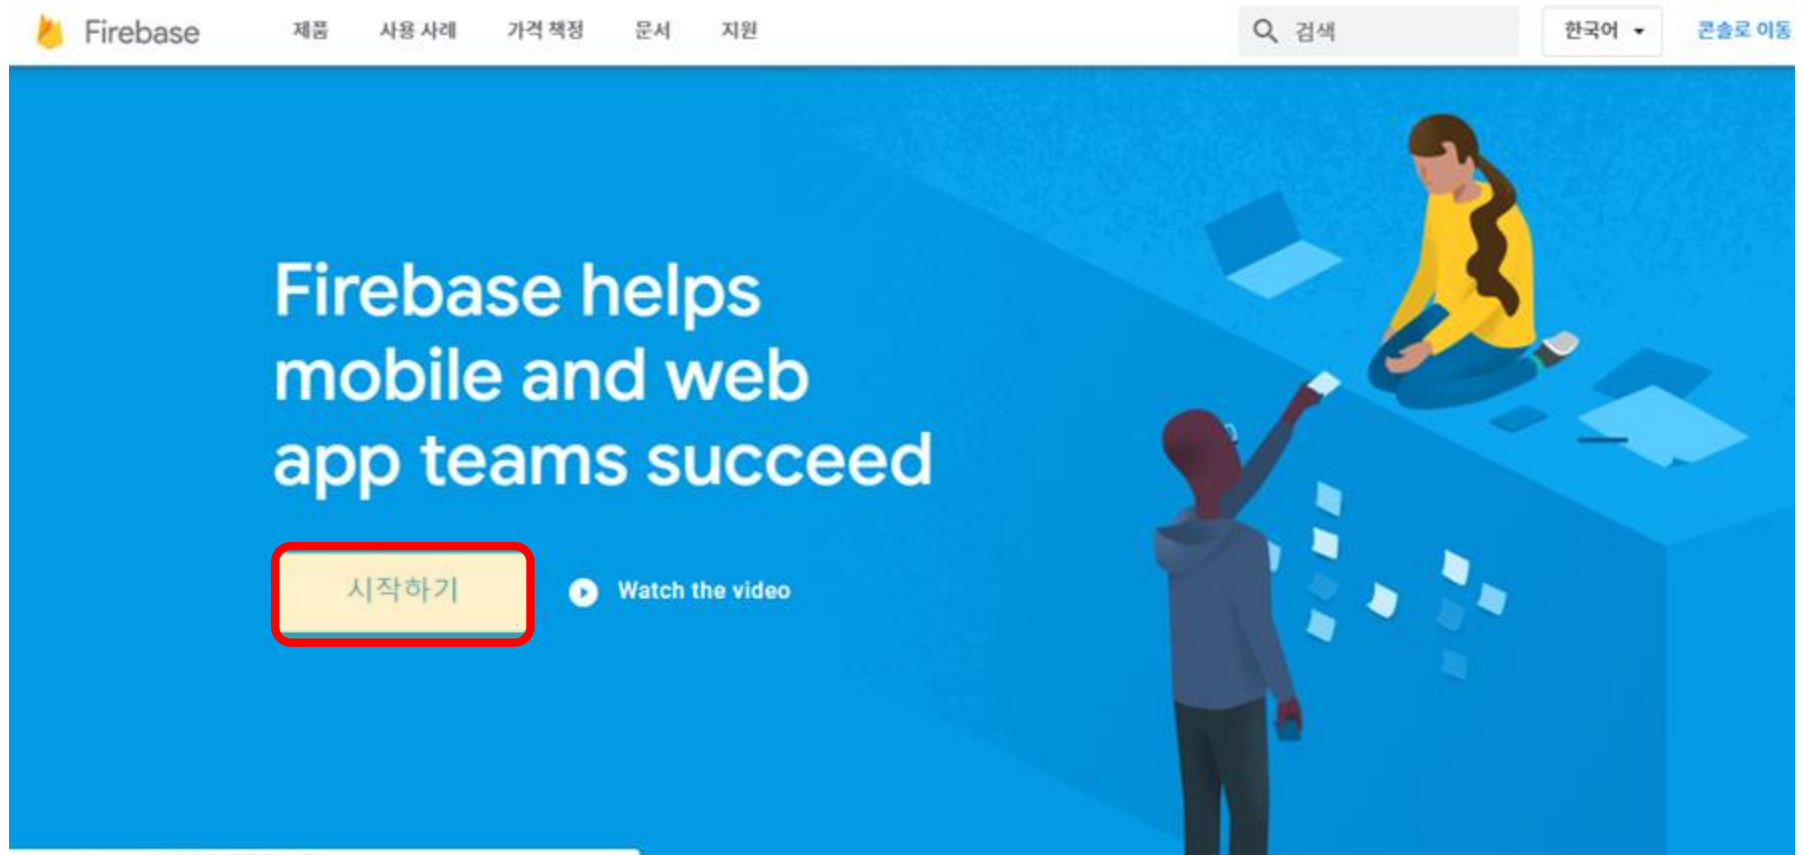 Firebase
제품
사용 사례
가격 책정
문서
지원
검색
한국어
콘솔로 이동
Firebase helps
mobile and web
app teams succeed
시작하기
Watch the video